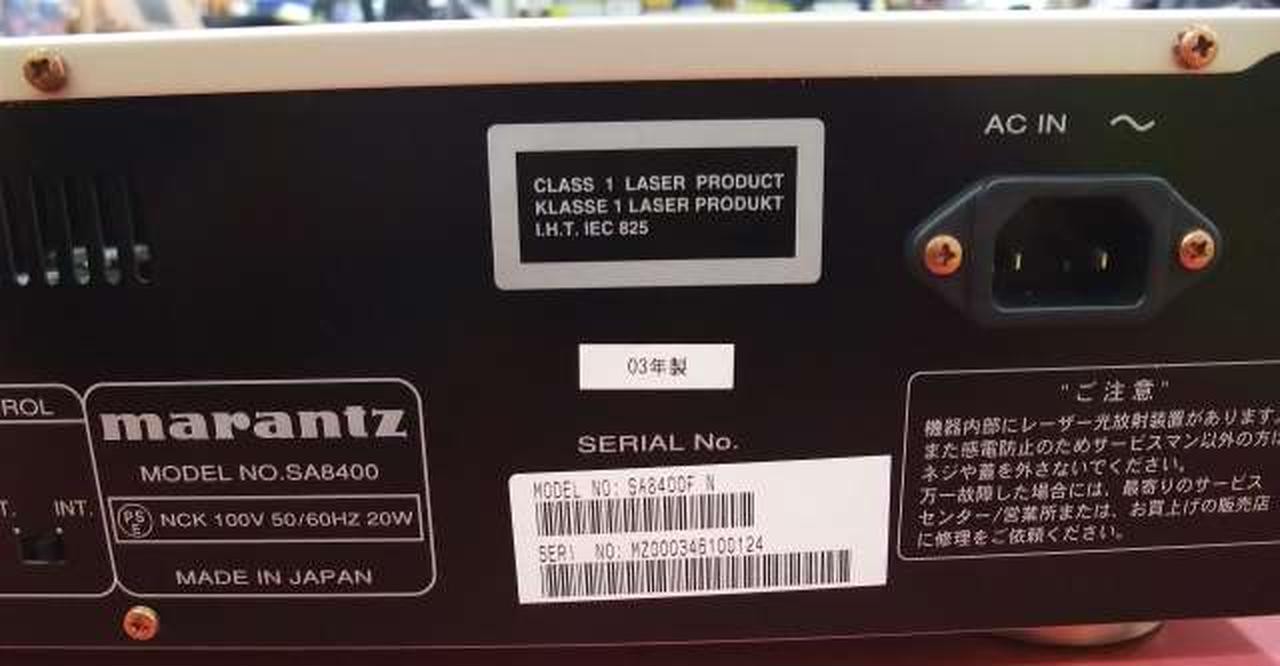 AC IN ~
CLASS 1 LASER PRODUCT
KLASSE 1 LASER PRODUKT
I.H.T. IEC 825
03年製
ROL
T. INT.
marantz
MODEL NO.SA8400
PSE NCK 100V 50/60HZ 20W
MADE IN JAPAN
SERIAL No.
MODEL NO: SA8400F N
SERI NO: MZ000346100124
"ご注意"
機器内部にレーザー光放射装置があります
また感電防止のためサービスマン以外の方は
ネジや蓋を外さないでください。
万一故障した場合には、最寄りのサービス
センター/営業所または、お買上げの販売店
に修理をご依頼ください。